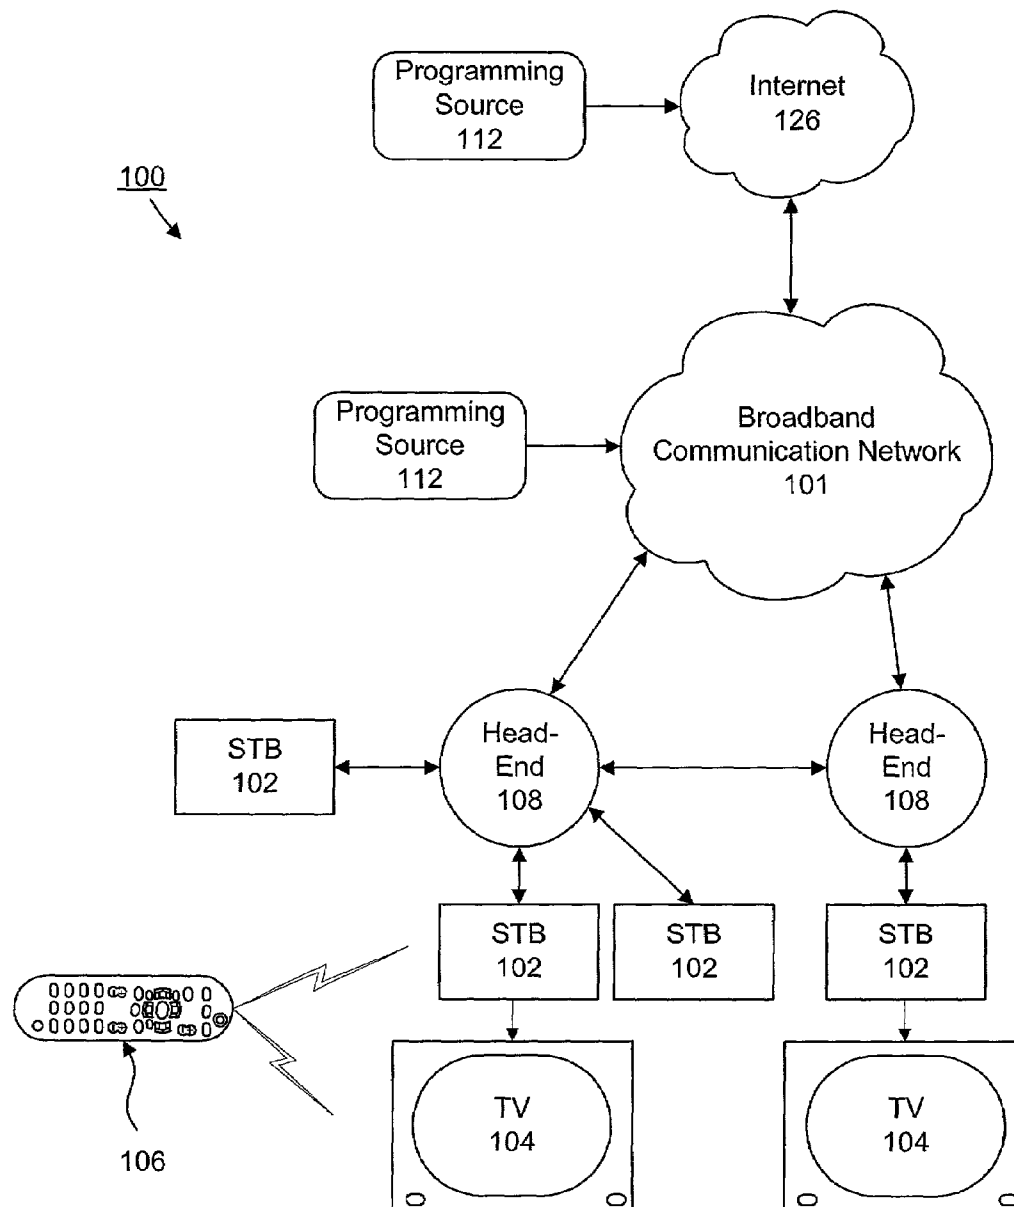 Programming
Source
112
Internet
126
100
Programming
Source
112
Broadband
Communication Network
101
Head-
End
108
Head-
End
108
STB
102
STB
102
STB
102
STB
102
TV
104
TV
104
106